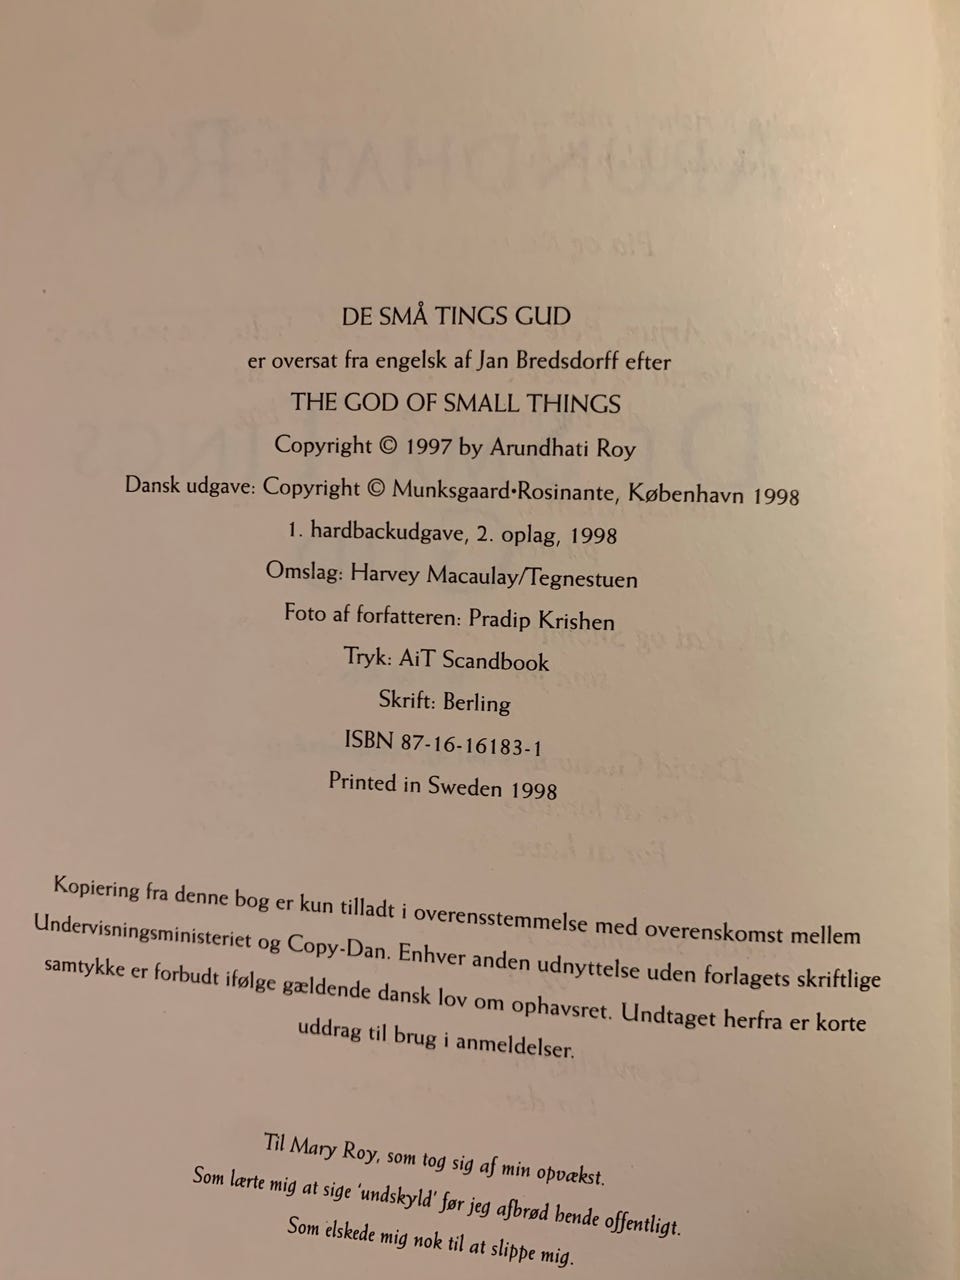 DE SMÅ TINGS GUD
er oversat fra engelsk af Jan Bredsdorff efter
THE GOD OF SMALL THINGS
Copyright © 1997 by Arundhati Roy
Dansk udgave: Copyright © Munksgaard•Rosinante, København 1998
1. hardbackudgave, 2. oplag, 1998
Omslag: Harvey Macaulay/Tegnestuen
Foto af forfatteren: Pradip Krishen
Tryk: AiT Scandbook
Skrift: Berling
ISBN 87-16-16183-1
Printed in Sweden 1998
Kopiering fra denne bog er kun tilladt i overensstemmelse med overenskomst mellem
Undervisningsministeriet og Copy-Dan. Enhver anden udnyttelse uden forlagets skriftlige
samtykke er forbudt ifølge gældende dansk lov om ophavsret. Undtaget herfra er korte
uddrag til brug i anmeldelser.
Til Mary Roy, som tog sig af min opvækst.
Som lærte mig at sige ‘undskyld’ før jeg afbrød hende offentligt.
Som elskede mig nok til at slippe mig.